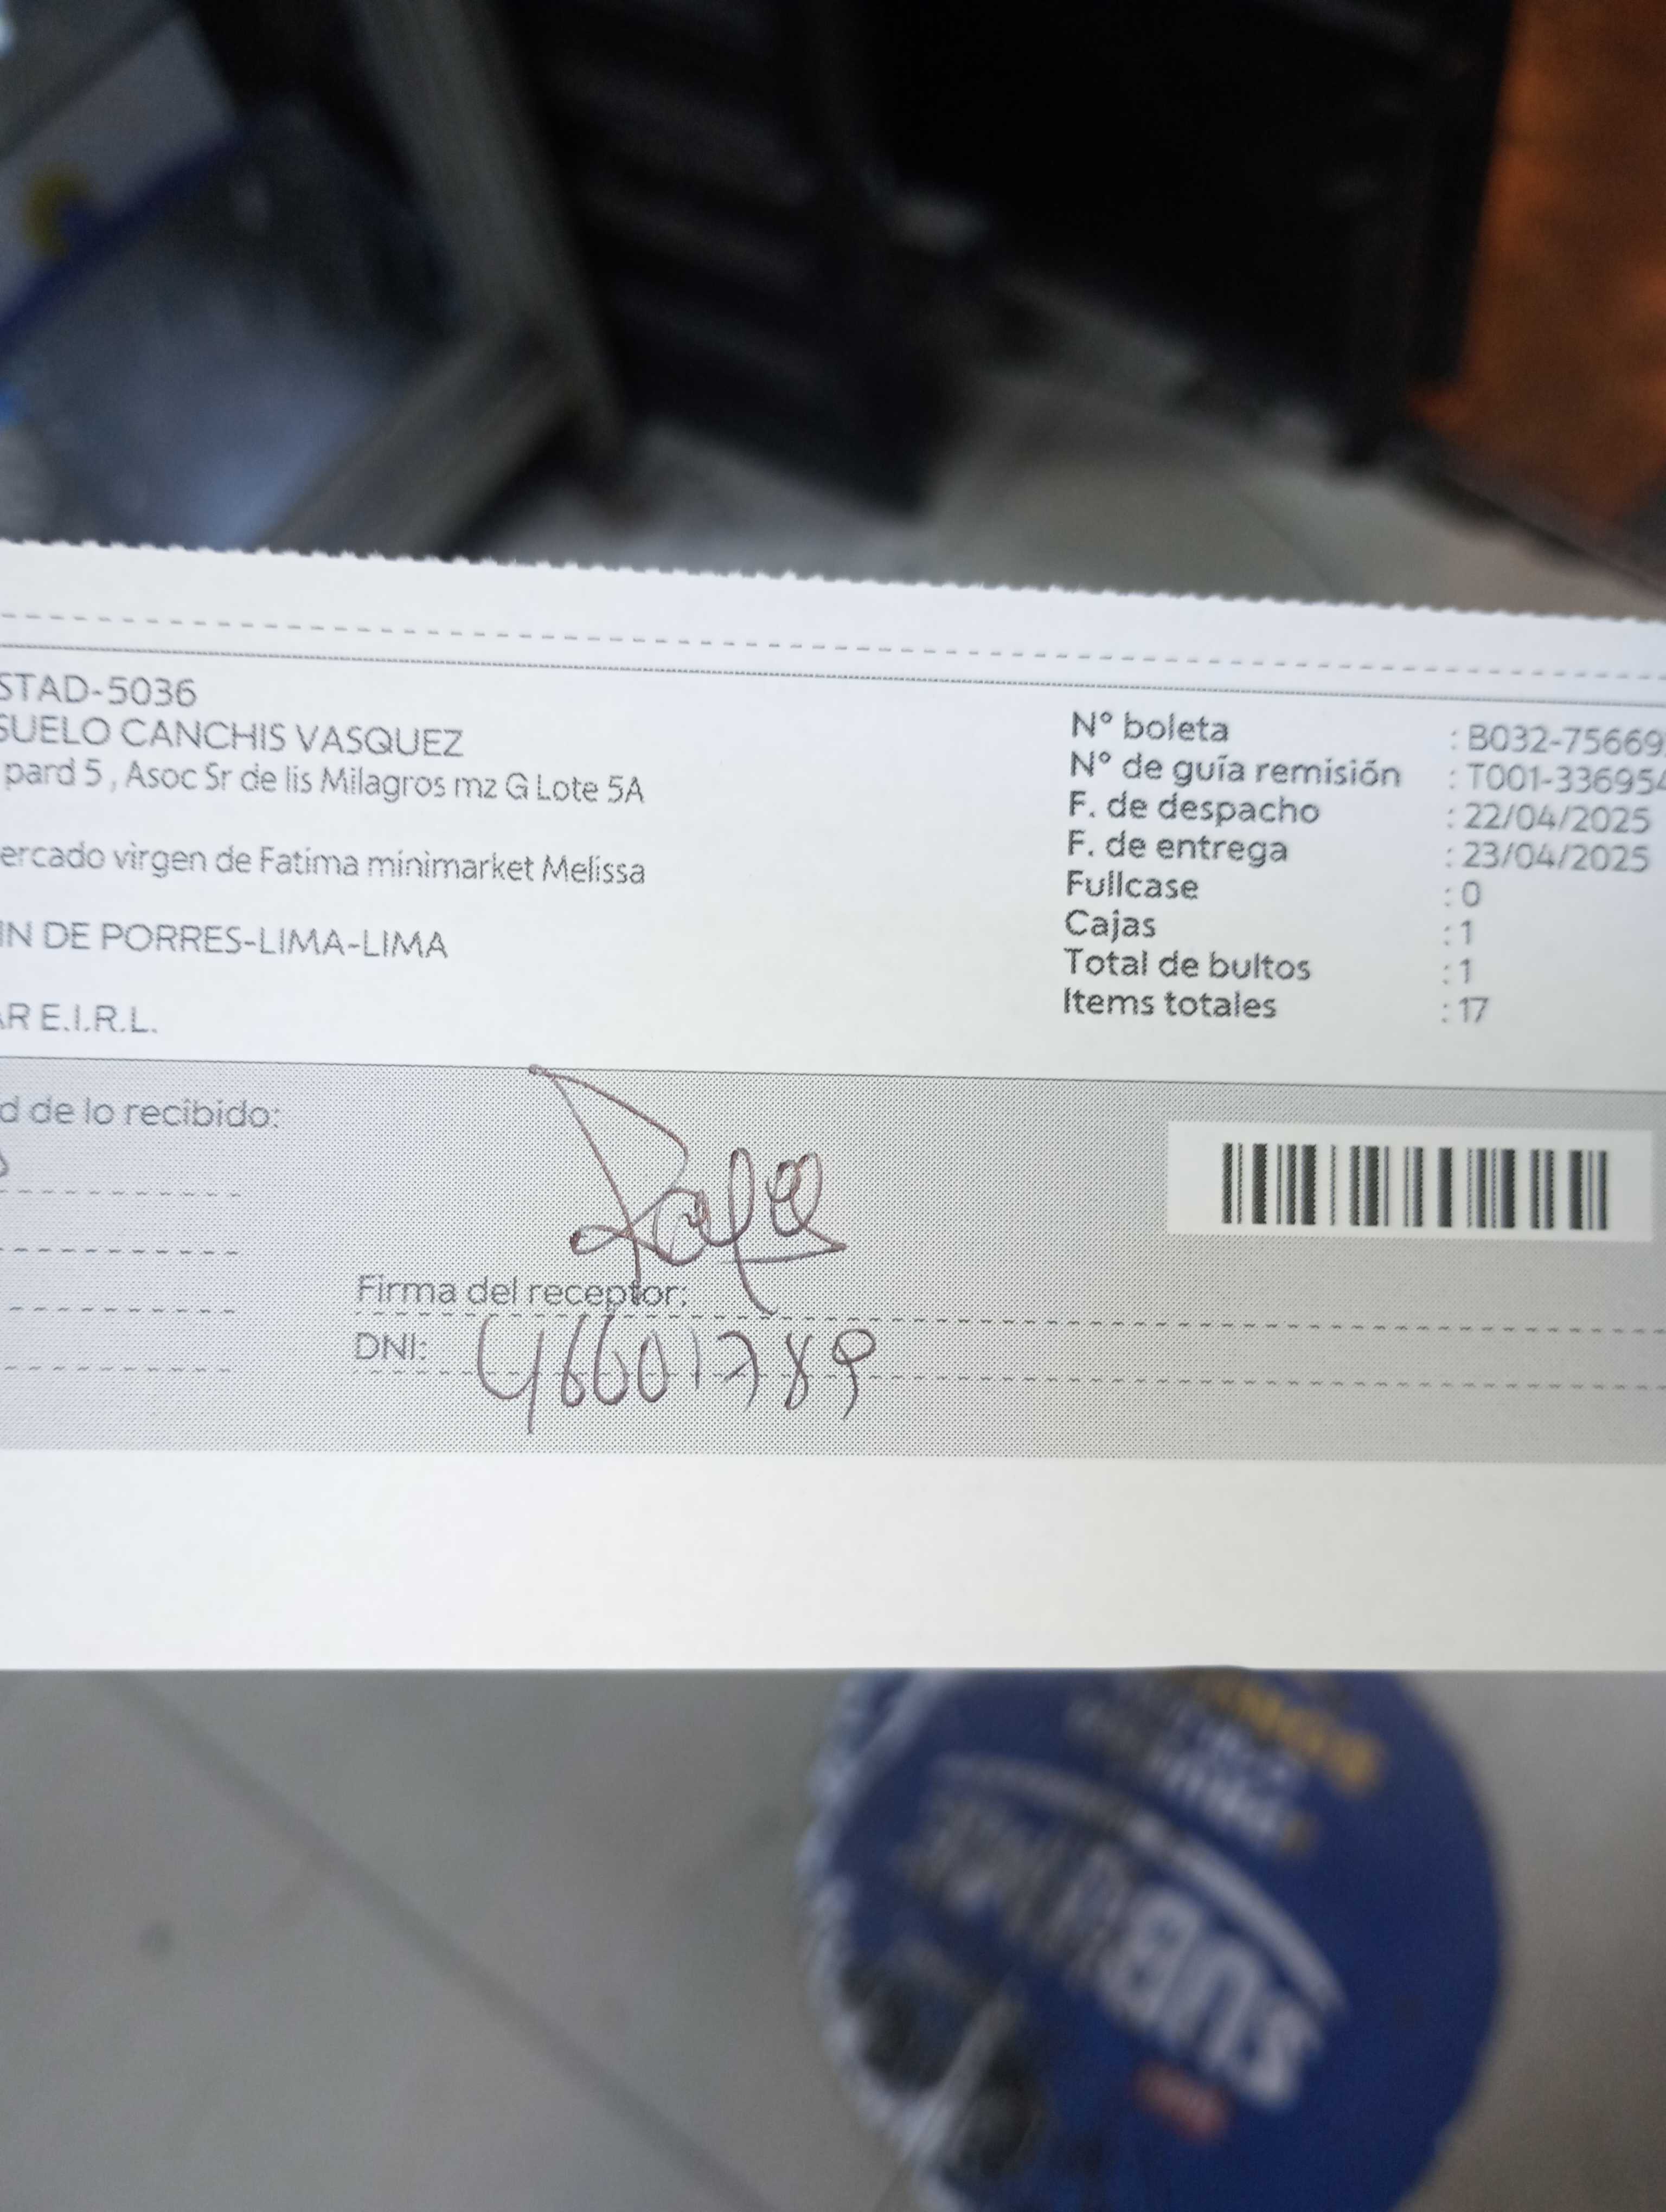 STAD-5036
SUELO CANCHIS VASQUEZ
pard 5 , Asoc Sr de lis Milagros mz G Lote 5A
ercado virgen de Fatima minimarket Melissa
IN DE PORRES-LIMA-LIMA
AR E.I.R.L.
N° boleta : B032-75669
N° de guía remisión : T001-336954
F. de despacho : 22/04/2025
F. de entrega : 23/04/2025
Fullcase : 0
Cajas : 1
Total de bultos : 1
Items totales : 17
d de lo recibido:
Firma del receptor:
DNI: 46601789
SUBLIME